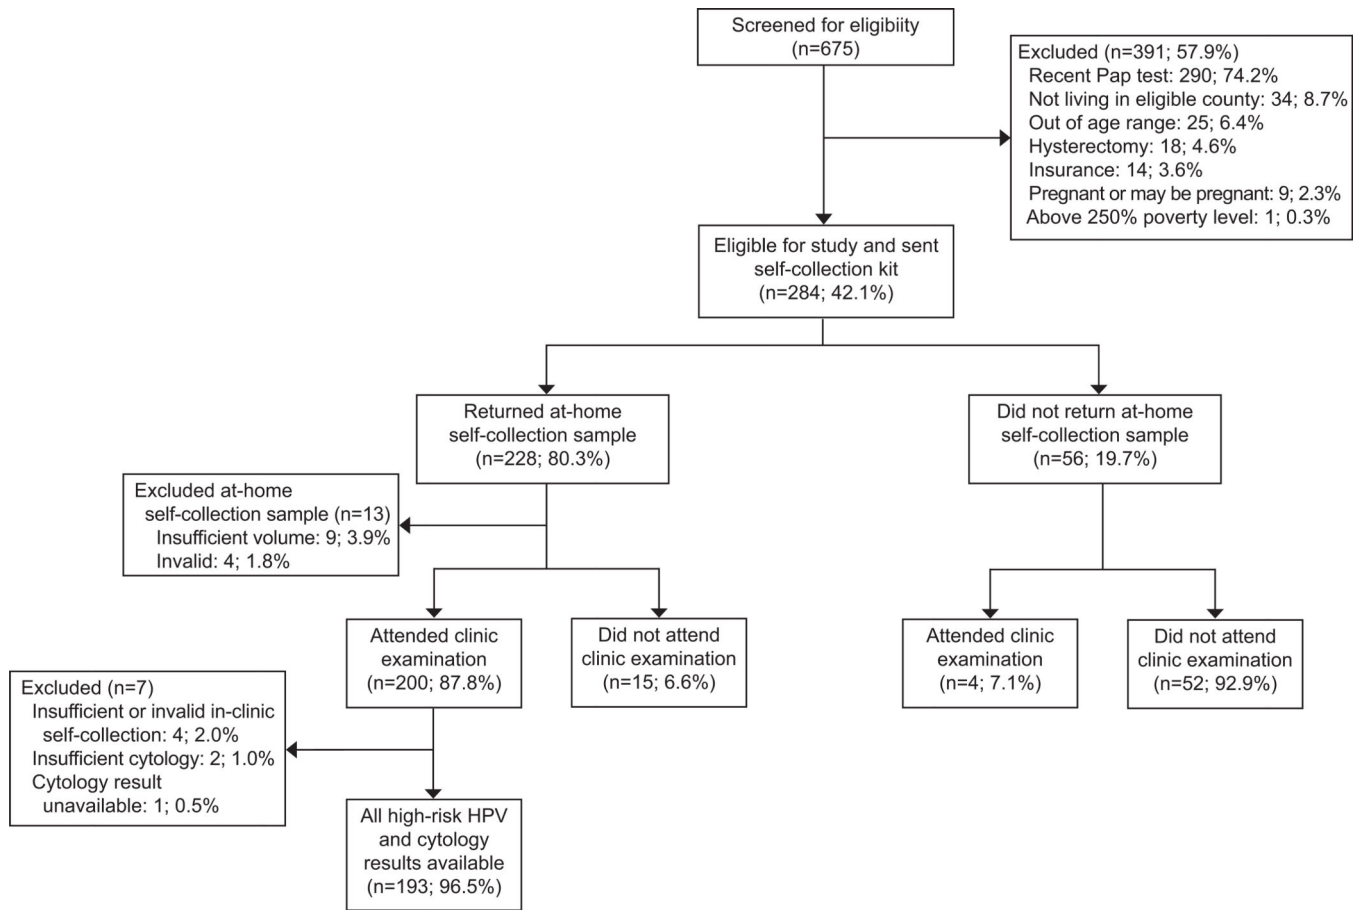 Screened for eligibiity
(n=675)
Excluded (n=391; 57.9%)
Recent Pap test: 290; 74.2%
Not living in eligible county: 34; 8.7%
Out of age range: 25; 6.4%
Hysterectomy: 18; 4.6%
Insurance: 14; 3.6%
Pregnant or may be pregnant: 9; 2.3%
Above 250% poverty level: 1; 0.3%
Eligible for study and sent
self-collection kit
(n=284; 42.1%)
Returned at-home
self-collection sample
(n=228; 80.3%)
Did not return at-home
self-collection sample
(n=56; 19.7%)
Excluded at-home
self-collection sample (n=13)
Insufficient volume: 9; 3.9%
Invalid: 4; 1.8%
Attended clinic
examination
(n=200; 87.8%)
Did not attend
clinic examination
(n=15; 6.6%)
Attended clinic
examination
(n=4; 7.1%)
Did not attend
clinic examination
(n=52; 92.9%)
Excluded (n=7)
Insufficient or invalid in-clinic
self-collection: 4; 2.0%
Insufficient cytology: 2; 1.0%
Cytology result
unavailable: 1; 0.5%
All high-risk HPV
and cytology
results available
(n=193; 96.5%)